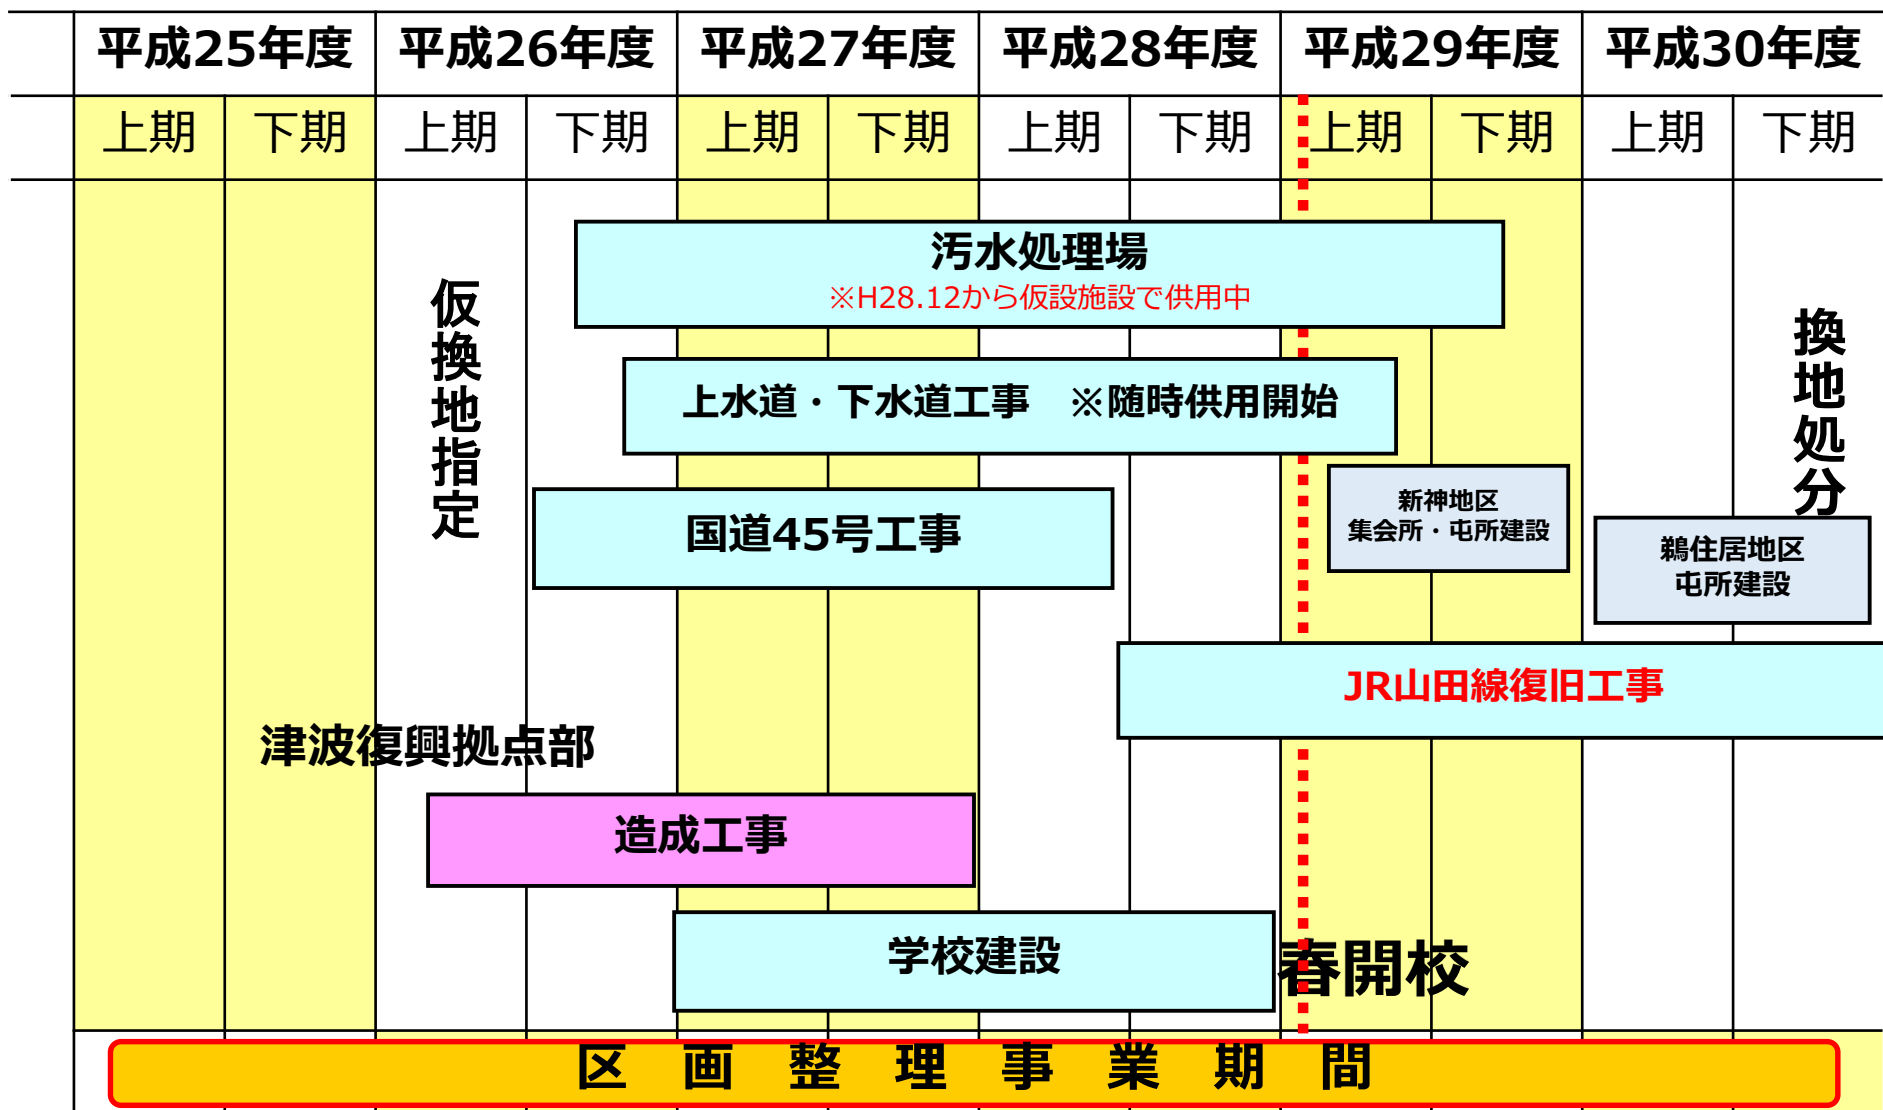 平成25年度 平成26年度 平成27年度 平成28年度 平成29年度 平成30年度
上期 下期 上期 下期 上期 下期 上期 下期 上期 下期 上期 下期
汚水処理場
※H28.12から仮設施設で供用中
仮換地指定
換地処分
上水道・下水道工事　※随時供用開始
新神地区
集会所・屯所建設
国道45号工事
鵜住居地区
屯所建設
JR山田線復旧工事
津波復興拠点部
造成工事
学校建設
春開校
区画整理事業期間